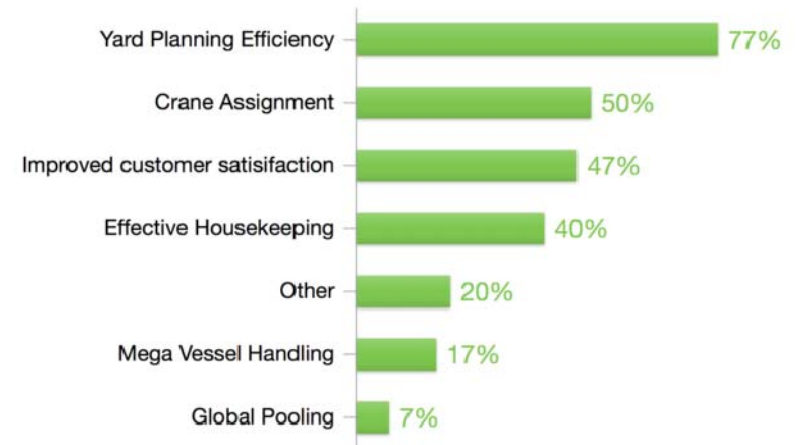 Yard Planning Efficiency 77%
Crane Assignment 50%
Improved customer satisifaction 47%
Effective Housekeeping 40%
Other 20%
Mega Vessel Handling 17%
Global Pooling 7%